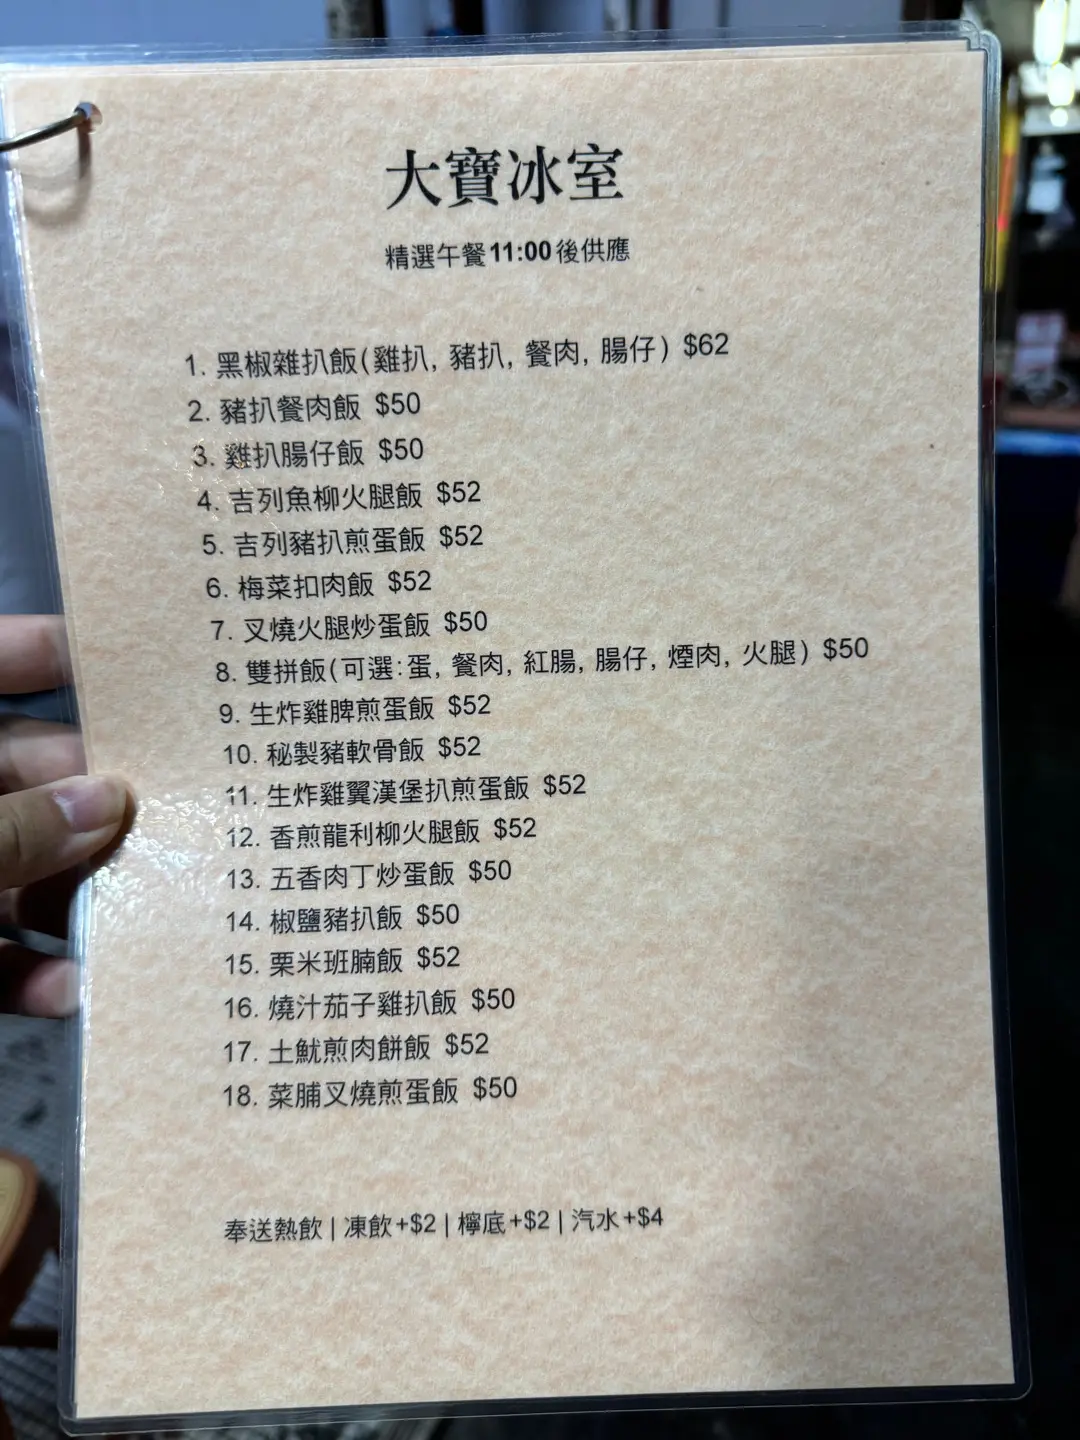 大寶冰室
精選午餐11:00後供應
1. 黑椒雜扒飯(雞扒, 豬扒, 餐肉, 腸仔) $62
2. 豬扒餐肉飯 $50
3. 雞扒腸仔飯 $50
4. 吉列魚柳火腿飯 $52
5. 吉列豬扒煎蛋飯 $52
6. 梅菜扣肉飯 $52
7. 叉燒火腿炒蛋飯 $50
8. 雙拼飯(可選:蛋, 餐肉, 紅腸, 腸仔, 煙肉, 火腿) $50
9. 生炸雞脾煎蛋飯 $52
10. 秘製豬軟骨飯 $52
11. 生炸雞翼漢堡扒煎蛋飯 $52
12. 香煎龍利柳火腿飯 $52
13. 五香肉丁炒蛋飯 $50
14. 椒鹽豬扒飯 $50
15. 粟米班腩飯 $52
16. 燒汁茄子雞扒飯 $50
17. 土魷煎肉餅飯 $52
18. 菜脯叉燒煎蛋飯 $50
奉送熱飲 | 凍飲+$2 | 檸底+$2 | 汽水+$4